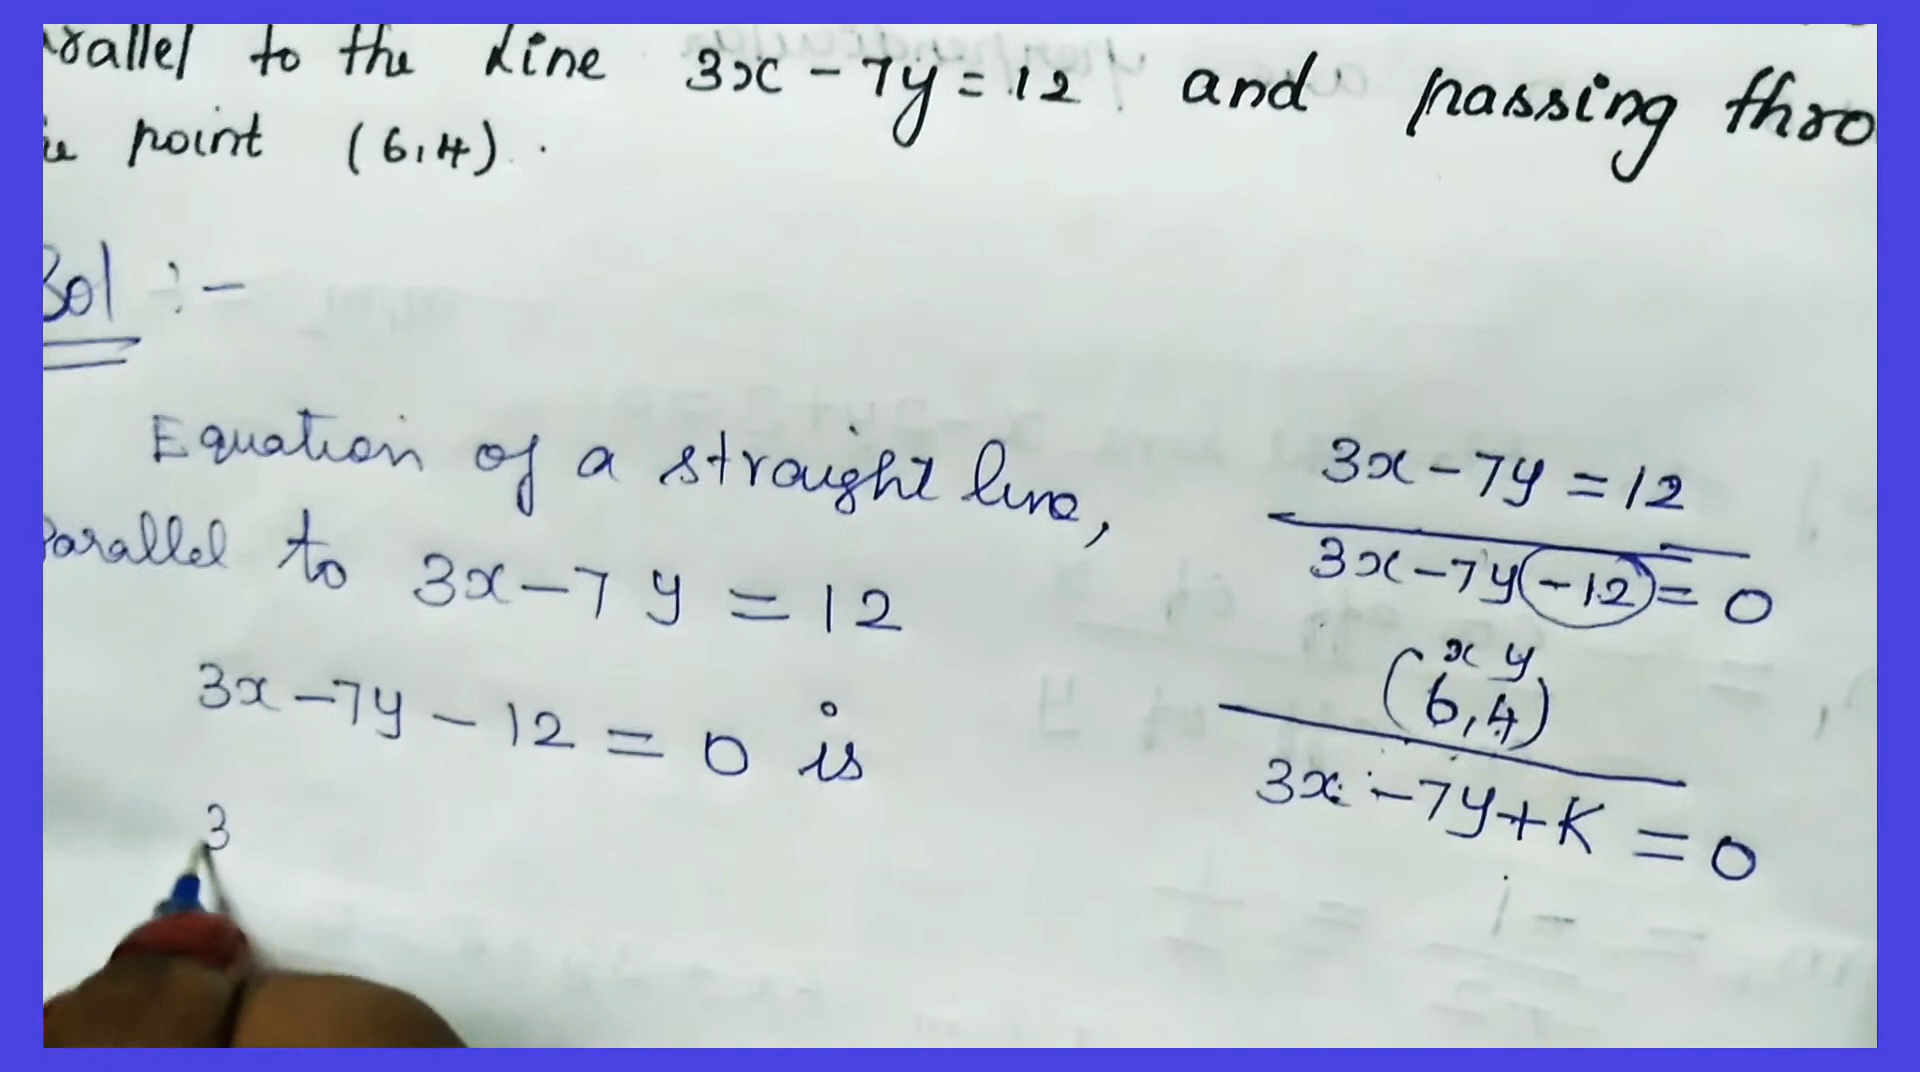 rallel to the line 3x - 7y = 12 and passing thro
point (6,4).
Sol :-
Equation of a straight line,
Parallel to 3x - 7y = 12
3x - 7y - 12 = 0 is
3
3x - 7y = 12
3x - 7y - 12 = 0
x y
(6,4)
3x - 7y + K = 0